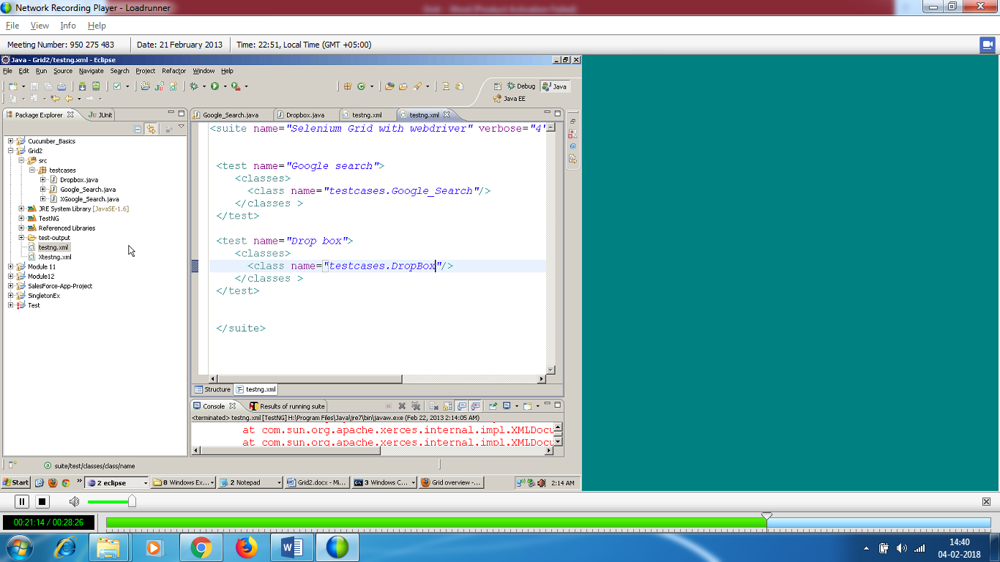 Network Recording Player - Loadrunner
File View Info Help
Meeting Number: 950 275 483 Date: 21 February 2013 Time: 22:51, Local Time (GMT +05:00)
Java - Grid2/testng.xml - Eclipse
File Edit Run Source Navigate Search Project Refactor Window Help
Debug Java
Java EE
Package Explorer JUnit
Google_Search.java Dropbox.java testng.xml testng.xml
Cucumber_Basics
Grid2
src
testcases
Dropbox.java
Google_Search.java
XGoogle_Search.java
JRE System Library [JavaSE-1.6]
TestNG
Referenced Libraries
test-output
testng.xml
Xtestng.xml
Module 11
Module12
SalesForce-App-Project
SingletonEx
Test
<suite name="Selenium Grid with webdriver" verbose="4"
<test name="Google search">
<classes>
<class name="testcases.Google_Search"/>
</classes >
</test>
<test name="Drop box">
<classes>
<class name="testcases.DropBox"/>
</classes >
</test>
</suite>
Structure testng.xml
Console Results of running suite
<terminated> testng.xml [TestNG] H:\Program Files\Java\jre7\bin\javaw.exe (Feb 22, 2013 2:14:05 AM)
at com.sun.org.apache.xerces.internal.impl.XMLDocu
at com.sun.org.apache.xerces.internal.impl.XMLDocu
suite/test/classes/class/name
Start 2 eclipse 8 Windows Ex... 2 Notepad Grid2.docx - Mi... 3 Windows C... Grid overview -... 2:14 AM
00:21:14 / 00:28:26
14:40
04-02-2018